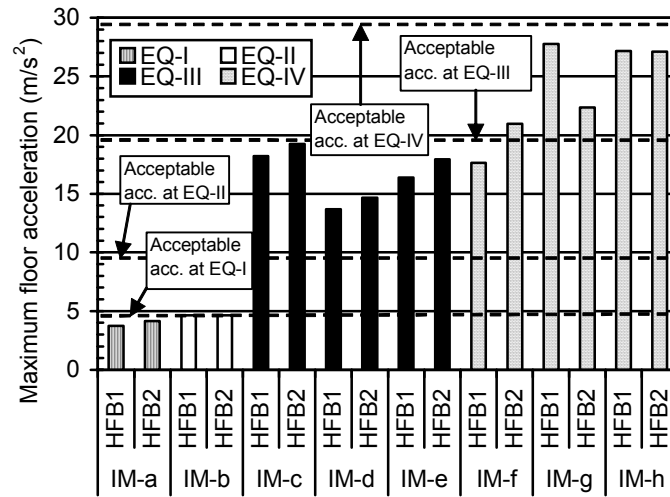 Maximum floor acceleration (m/s²)
30
25
20
15
10
5
0
EQ-I EQ-II
EQ-III EQ-IV
Acceptable
acc. at EQ-III
Acceptable
acc. at EQ-IV
Acceptable
acc. at EQ-II
Acceptable
acc. at EQ-I
HFB1 HFB2 HFB1 HFB2 HFB1 HFB2 HFB1 HFB2 HFB1 HFB2 HFB1 HFB2 HFB1 HFB2 HFB1 HFB2
IM-a IM-b IM-c IM-d IM-e IM-f IM-g IM-h